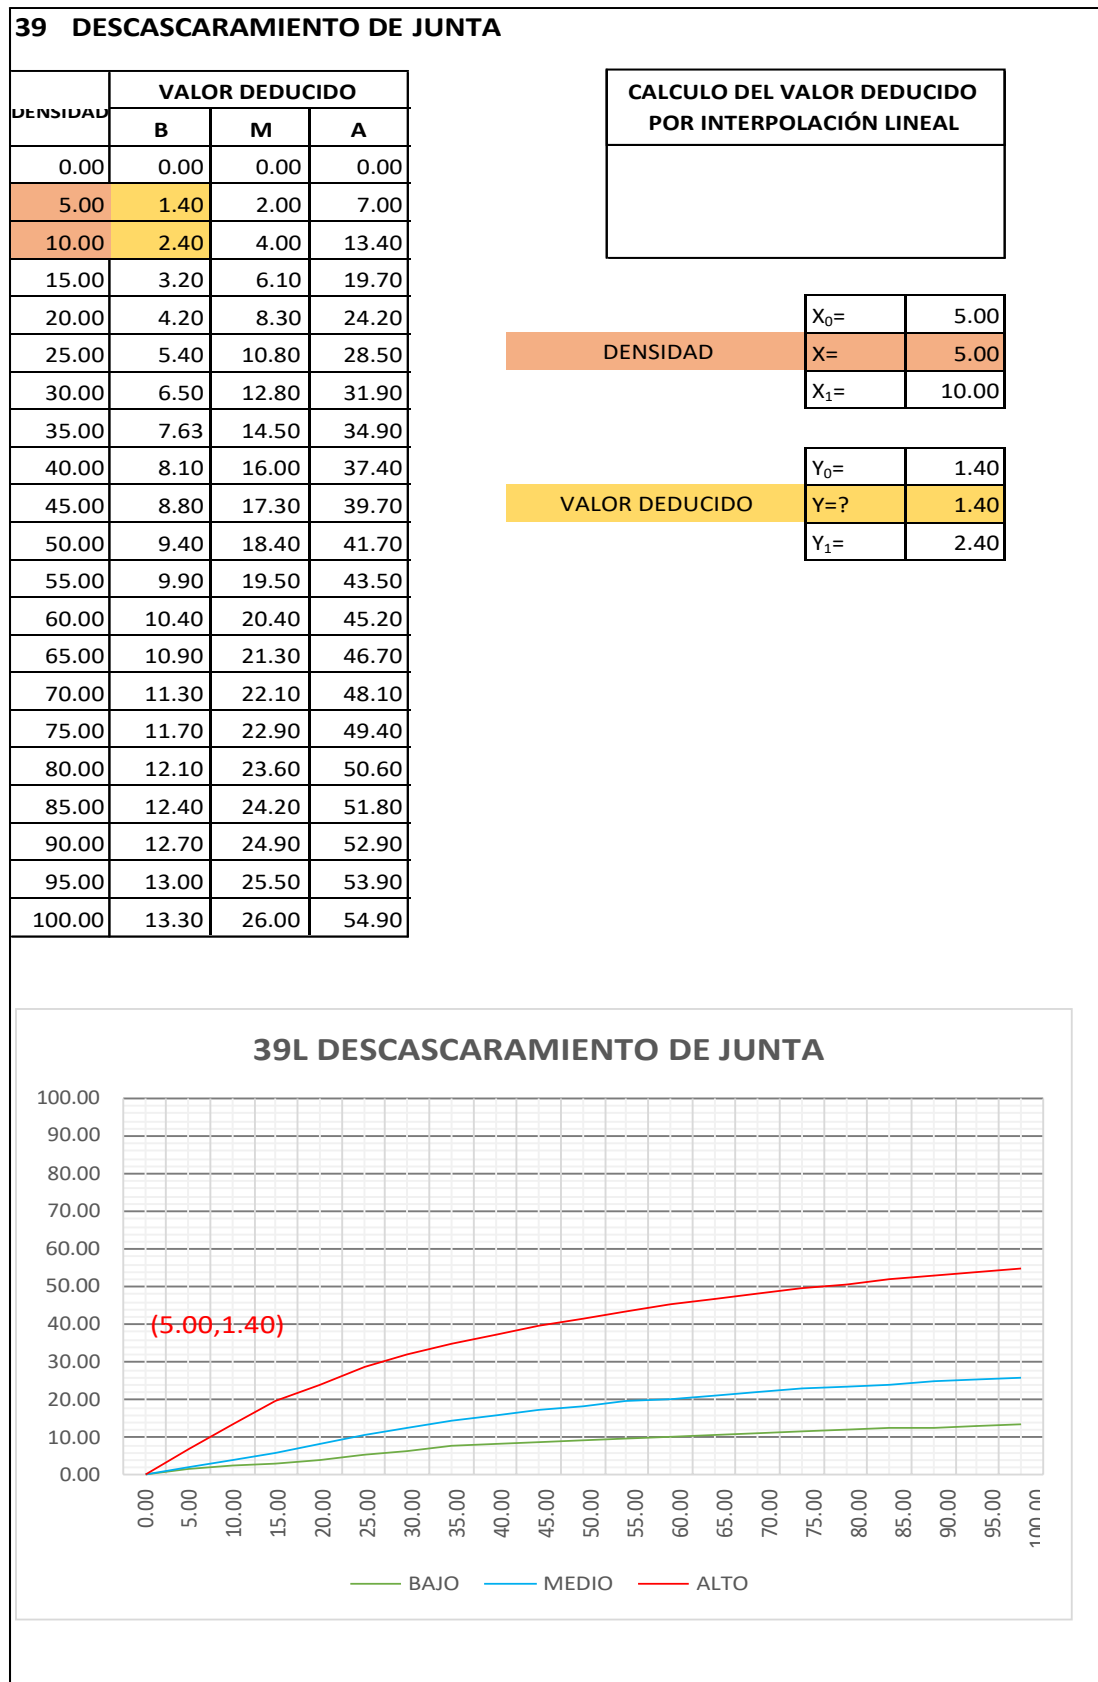 39 DESCASCARAMIENTO DE JUNTA
DENSIDAD VALOR DEDUCIDO
B M A
0.00 0.00 0.00 0.00
5.00 1.40 2.00 7.00
10.00 2.40 4.00 13.40
15.00 3.20 6.10 19.70
20.00 4.20 8.30 24.20
25.00 5.40 10.80 28.50
30.00 6.50 12.80 31.90
35.00 7.63 14.50 34.90
40.00 8.10 16.00 37.40
45.00 8.80 17.30 39.70
50.00 9.40 18.40 41.70
55.00 9.90 19.50 43.50
60.00 10.40 20.40 45.20
65.00 10.90 21.30 46.70
70.00 11.30 22.10 48.10
75.00 11.70 22.90 49.40
80.00 12.10 23.60 50.60
85.00 12.40 24.20 51.80
90.00 12.70 24.90 52.90
95.00 13.00 25.50 53.90
100.00 13.30 26.00 54.90
CALCULO DEL VALOR DEDUCIDO
POR INTERPOLACIÓN LINEAL
X₀= 5.00
DENSIDAD X= 5.00
X₁= 10.00
Y₀= 1.40
VALOR DEDUCIDO Y=? 1.40
Y₁= 2.40
39L DESCASCARAMIENTO DE JUNTA
100.00
90.00
80.00
70.00
60.00
50.00
40.00
30.00
20.00
10.00
0.00
(5.00,1.40)
0.00 5.00 10.00 15.00 20.00 25.00 30.00 35.00 40.00 45.00 50.00 55.00 60.00 65.00 70.00 75.00 80.00 85.00 90.00 95.00 100.00
BAJO MEDIO ALTO